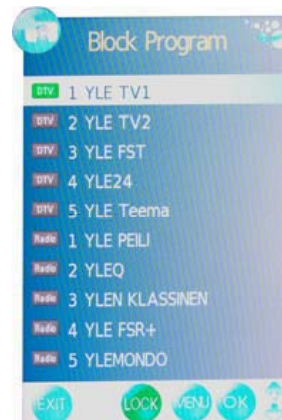 Block Program
DTV 1 YLE TV1
DTV 2 YLE TV2
DTV 3 YLE FST
DTV 4 YLE24
DTV 5 YLE Teema
Radio 1 YLE PEILI
Radio 2 YLEQ
Radio 3 YLEN KLASSINEN
Radio 4 YLE FSR+
Radio 5 YLEMONDO
EXIT LOCK MENU OK